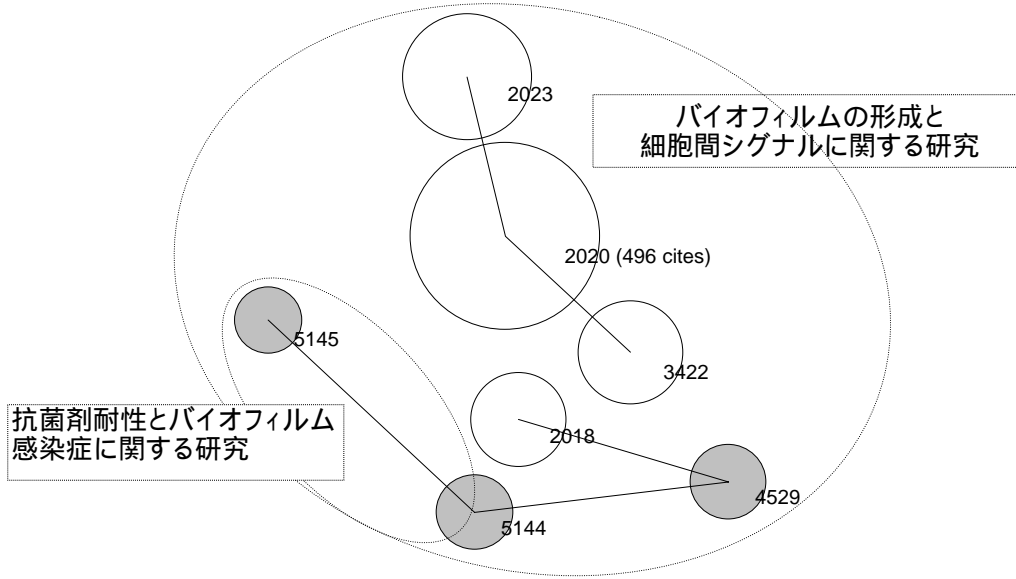 2023
バイオフィルムの形成と
細胞間シグナルに関する研究
2020 (496 cites)
5145
3422
抗菌剤耐性とバイオフィルム
感染症に関する研究
2018
4529
5144